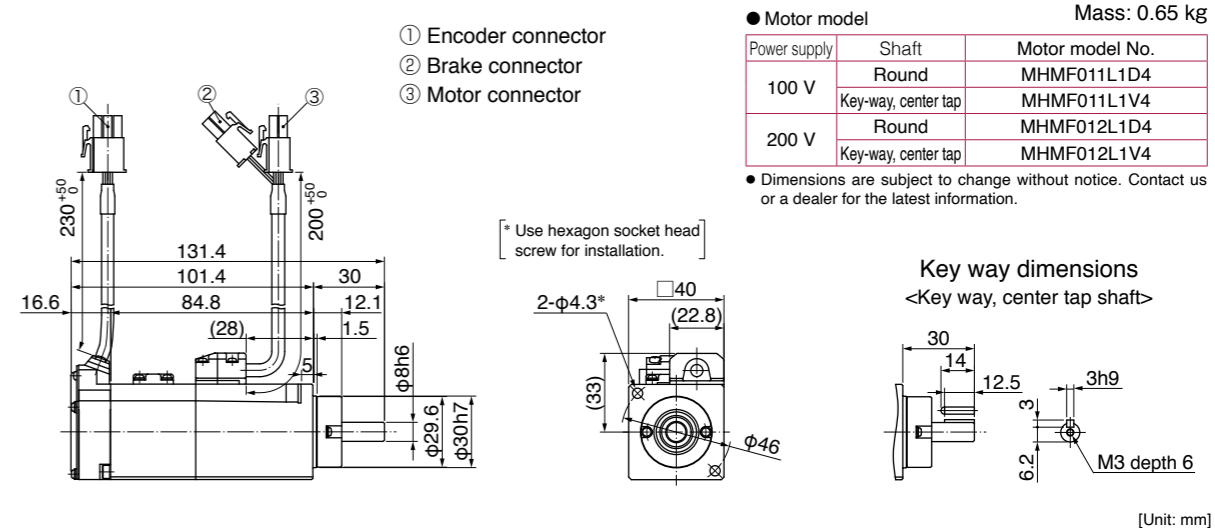 ① Encoder connector
② Brake connector
③ Motor connector
● Motor model
Mass: 0.65 kg
Power supply Shaft Motor model No.
100 V
Round MHMF011L1D4
Key-way, center tap MHMF011L1V4
200 V
Round MHMF012L1D4
Key-way, center tap MHMF012L1V4
● Dimensions are subject to change without notice. Contact us
or a dealer for the latest information.
① ② ③
230 +50 0
200 +50 0
131.4
101.4 30
16.6 84.8 12.1
(28) 1.5
5
φ8h6
φ29.6
φ30h7
* Use hexagon socket head
screw for installation.
□40
2-φ4.3*
(22.8)
(33)
φ46
Key way dimensions
<Key way, center tap shaft>
30
14
12.5
3h9
3
6.2
M3 depth 6
[Unit: mm]